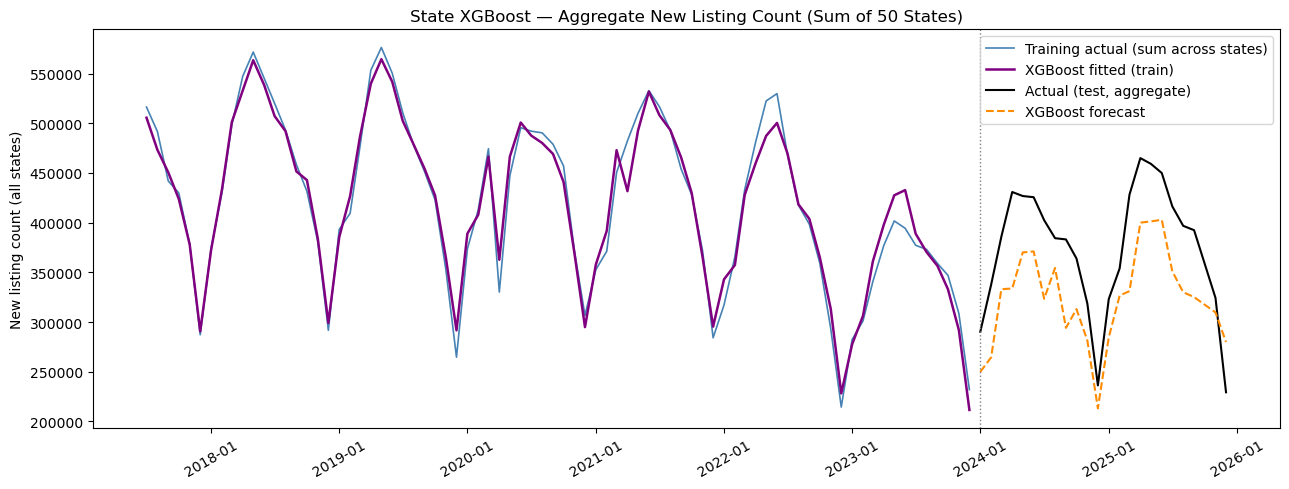 State XGBoost — Aggregate New Listing Count (Sum of 50 States)
Training actual (sum across states)
XGBoost fitted (train)
Actual (test, aggregate)
XGBoost forecast
New listing count (all states)
550000
500000
450000
400000
350000
300000
250000
200000
2018-01
2019-01
2020-01
2021-01
2022-01
2023-01
2024-01
2025-01
2026-01